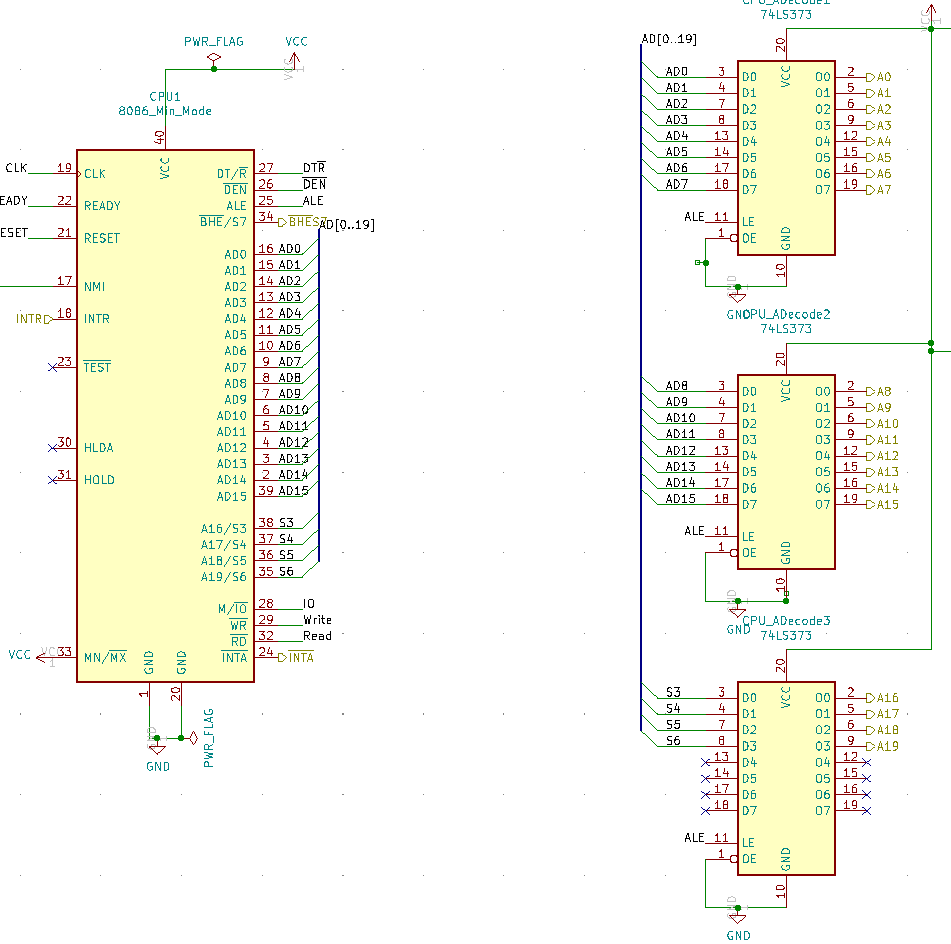 PWR_FLAG
VCC
VCC
1
CPU1
8086_Min_Mode
40
VCC
CLK 19 CLK
EADY 22 READY
ESET 21 RESET
17 NMI
INTR 18 INTR
23 TEST
30 HLDA
31 HOLD
VCC VCC 1 33 MN/MX
DT/R 27 DTR
DEN 26 DEN
ALE 25 ALE
BHE/S7 34 BHES7
AD[0..19]
AD0 16 AD0
AD1 15 AD1
AD2 14 AD2
AD3 13 AD3
AD4 12 AD4
AD5 11 AD5
AD6 10 AD6
AD7 9 AD7
AD8 8 AD8
AD9 7 AD9
AD10 6 AD10
AD11 5 AD11
AD12 4 AD12
AD13 3 AD13
AD14 2 AD14
AD15 39 AD15
A16/S3 38 S3
A17/S4 37 S4
A18/S5 36 S5
A19/S6 35 S6
M/IO 28 IO
WR 29 Write
RD 32 Read
INTA 24 INTA
GND GND
1 20
GND 1
GND
PWR_FLAG
CPU_ADecode1
74LS373
AD[0..19]
20
VCC
1
AD0 3 D0 O0 2 A0
AD1 4 D1 O1 5 A1
AD2 7 D2 O2 6 A2
AD3 8 D3 O3 9 A3
AD4 13 D4 O4 12 A4
AD5 14 D5 O5 15 A5
AD6 17 D6 O6 16 A6
AD7 18 D7 O7 19 A7
ALE 11 LE
1 OE
GND
10
GND 1
GND
CPU_ADecode2
74LS373
20
VCC
AD8 3 D0 O0 2 A8
AD9 4 D1 O1 5 A9
AD10 7 D2 O2 6 A10
AD11 8 D3 O3 9 A11
AD12 13 D4 O4 12 A12
AD13 14 D5 O5 15 A13
AD14 17 D6 O6 16 A14
AD15 18 D7 O7 19 A15
ALE 11 LE
1 OE
GND
10
GND 1
GND
CPU_ADecode3
74LS373
20
VCC
S3 3 D0 O0 2 A16
S4 4 D1 O1 5 A17
S5 7 D2 O2 6 A18
S6 8 D3 O3 9 A19
13 D4 O4 12
14 D5 O5 15
17 D6 O6 16
18 D7 O7 19
ALE 11 LE
1 OE
GND
10
GND 1
GND